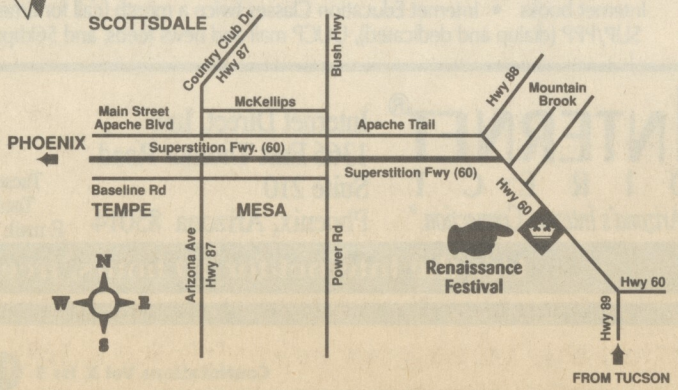 SCOTTSDALE
Country Club Dr
Hwy 87
Bush Hwy
Hwy 88
Mountain
Brook
McKellips
Main Street
Apache Blvd
Apache Trail
PHOENIX
Superstition Fwy. (60)
Superstition Fwy (60)
Baseline Rd
TEMPE
MESA
Hwy 60
Arizona Ave
Hwy 87
Power Rd
Renaissance
Festival
N
W
E
S
Hwy 60
Hwy 89
FROM TUCSON